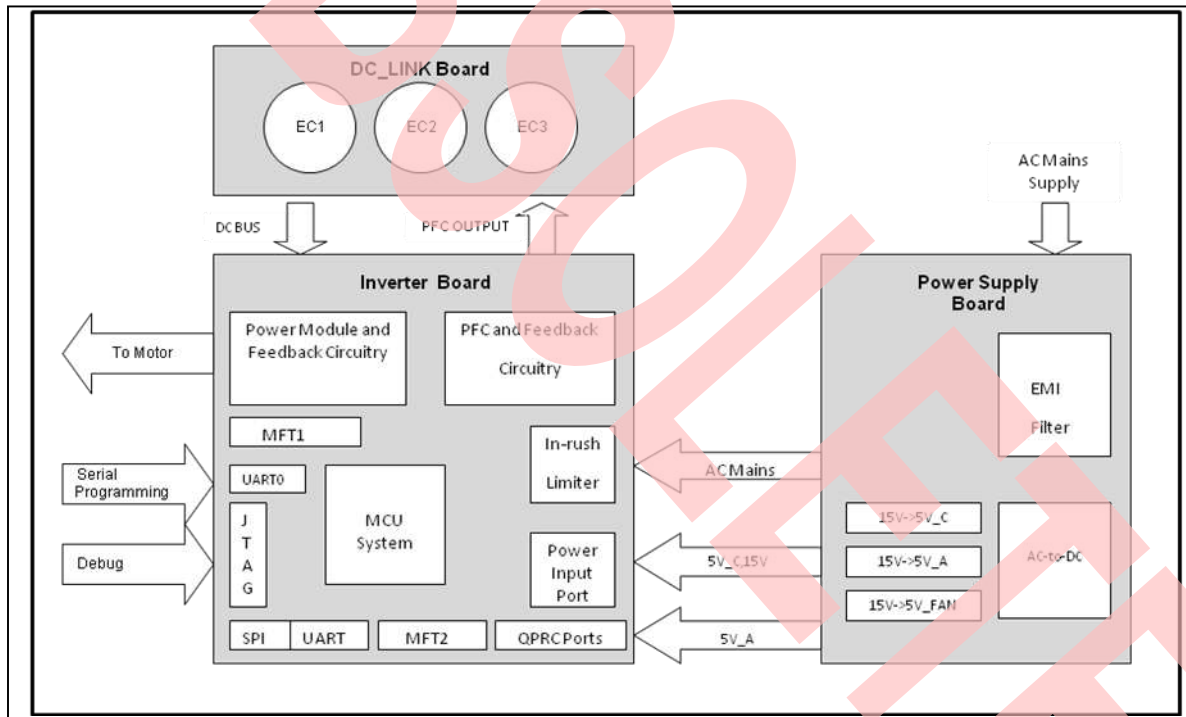 DC_LINK Board
EC1
EC2
EC3
AC Mains
Supply
DC BUS
PFC OUTPUT
Inverter Board
Power Supply
Board
Power Module and
Feedback Circuitry
PFC and Feedback
Circuitry
To Motor
EMI
Filter
MFT1
In-rush
Limiter
AC Mains
Serial
Programming
UART0
MCU
System
J
T
A
G
Debug
Power
Input
Port
5V_C,15V
15V->5V_C
15V->5V_A
15V->5V_FAN
AC-to-DC
SPI
UART
MFT2
QPRC Ports
5V_A